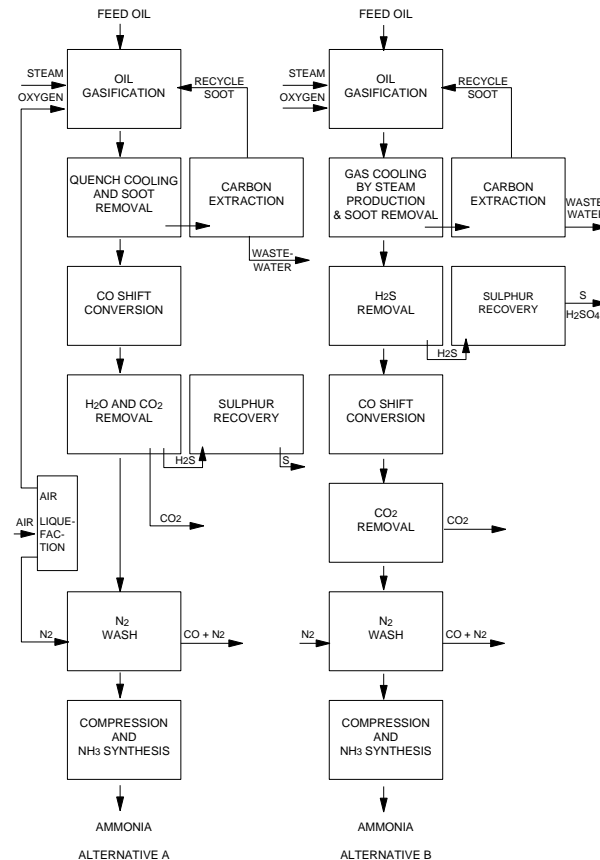 FEED OIL
STEAM
OXYGEN
OIL
GASIFICATION
RECYCLE
SOOT
QUENCH COOLING
AND SOOT
REMOVAL
CARBON
EXTRACTION
WASTE-
WATER
CO SHIFT
CONVERSION
H2O AND CO2
REMOVAL
SULPHUR
RECOVERY
H2S
S
CO2
AIR
AIR
LIQUE-
FAC-
TION
N2
N2
WASH
CO + N2
COMPRESSION
AND
NH3 SYNTHESIS
AMMONIA
ALTERNATIVE A
FEED OIL
STEAM
OXYGEN
OIL
GASIFICATION
RECYCLE
SOOT
GAS COOLING
BY STEAM
PRODUCTION
& SOOT REMOVAL
CARBON
EXTRACTION
WASTE
WATER
H2S
REMOVAL
SULPHUR
RECOVERY
S
H2SO4
H2S
CO SHIFT
CONVERSION
CO2
REMOVAL
CO2
N2
N2
WASH
CO + N2
COMPRESSION
AND
NH3 SYNTHESIS
AMMONIA
ALTERNATIVE B